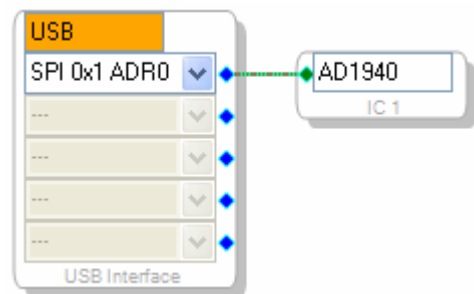 USB
SPI 0x1 ADR0
AD1940
IC 1
---
---
---
---
USB Interface